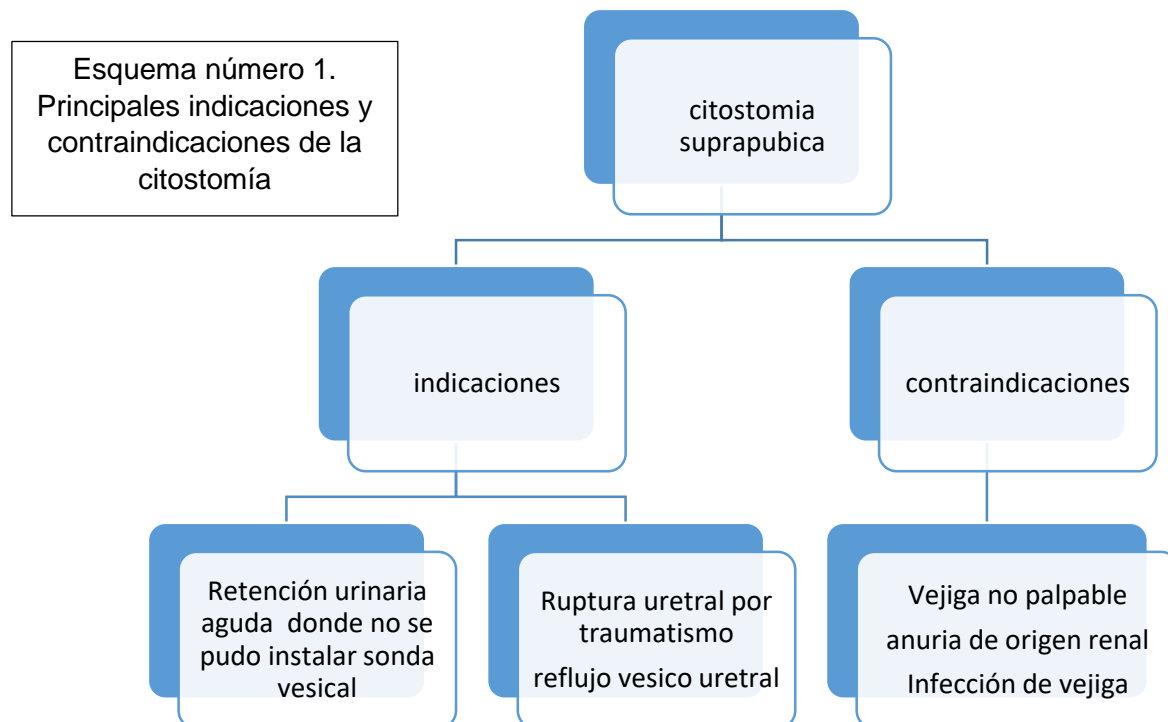 Esquema número 1.
Principales indicaciones y
contraindicaciones de la
citostomía
citostomia
suprapubica
indicaciones
contraindicaciones
Retención urinaria
aguda donde no se
pudo instalar sonda
vesical
Ruptura uretral por
traumatismo
reflujo vesico uretral
Vejiga no palpable
anuria de origen renal
Infección de vejiga